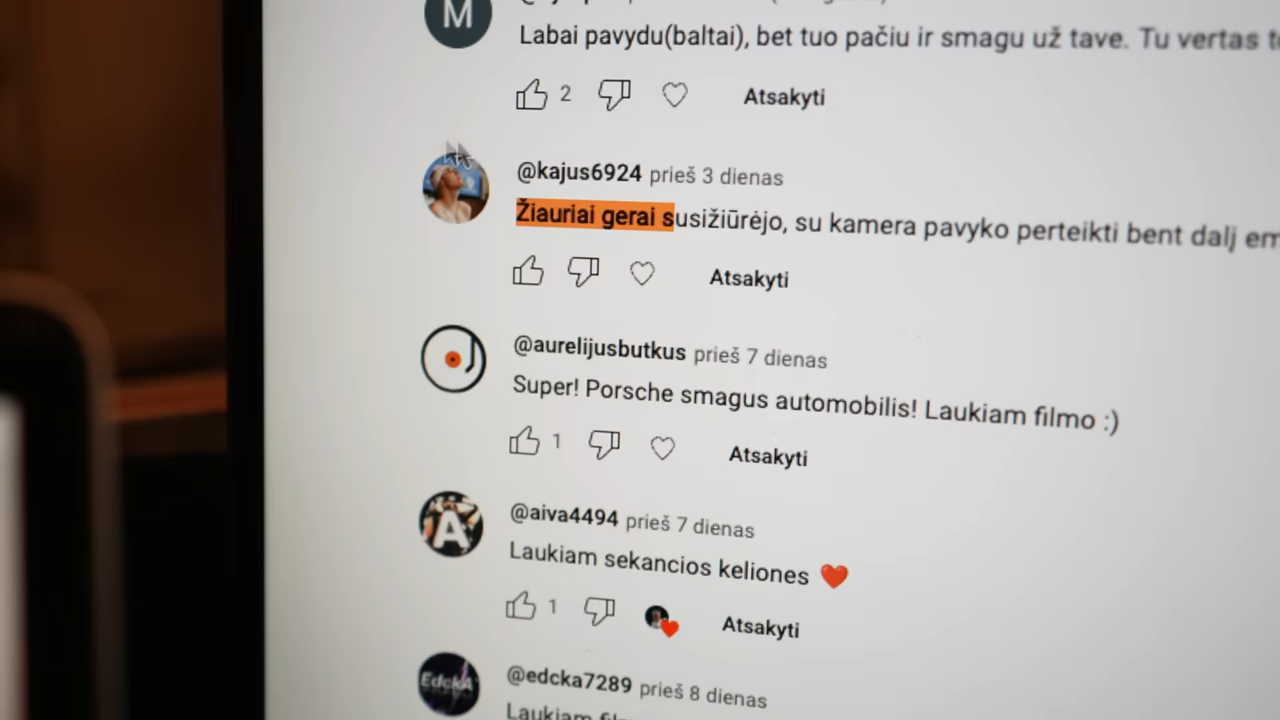 M
Labai pavydu(baltai), bet tuo pačiu ir smagu už tave. Tu vertas
2
Atsakyti
@kajus6924 prieš 3 dienas
Žiauriai gerai susižiūrėjo, su kamera pavyko perteikti bent dalį
Atsakyti
@aurelijusbutkus prieš 7 dienas
Super! Porsche smagus automobilis! Laukiam filmo :)
1
Atsakyti
A
@aiva4494 prieš 7 dienas
Laukiam sekancios keliones ❤️
1
Atsakyti
EdckA
@edcka7289 prieš 8 dienas
Laukiam